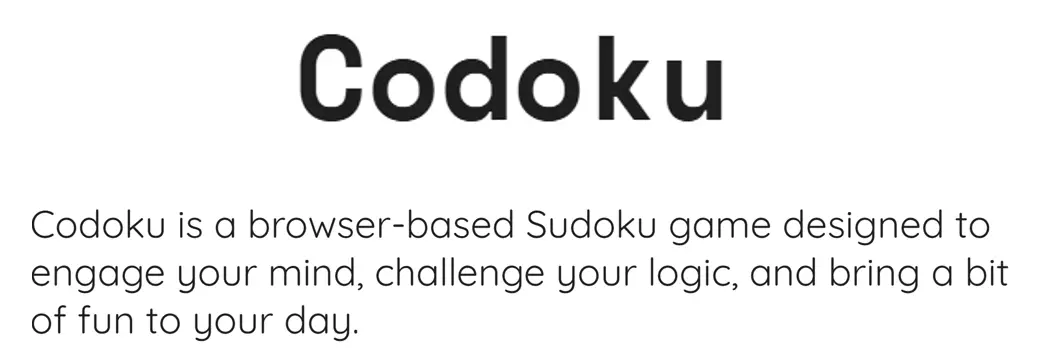 Codoku
Codoku is a browser-based Sudoku game designed to
engage your mind, challenge your logic, and bring a bit
of fun to your day.